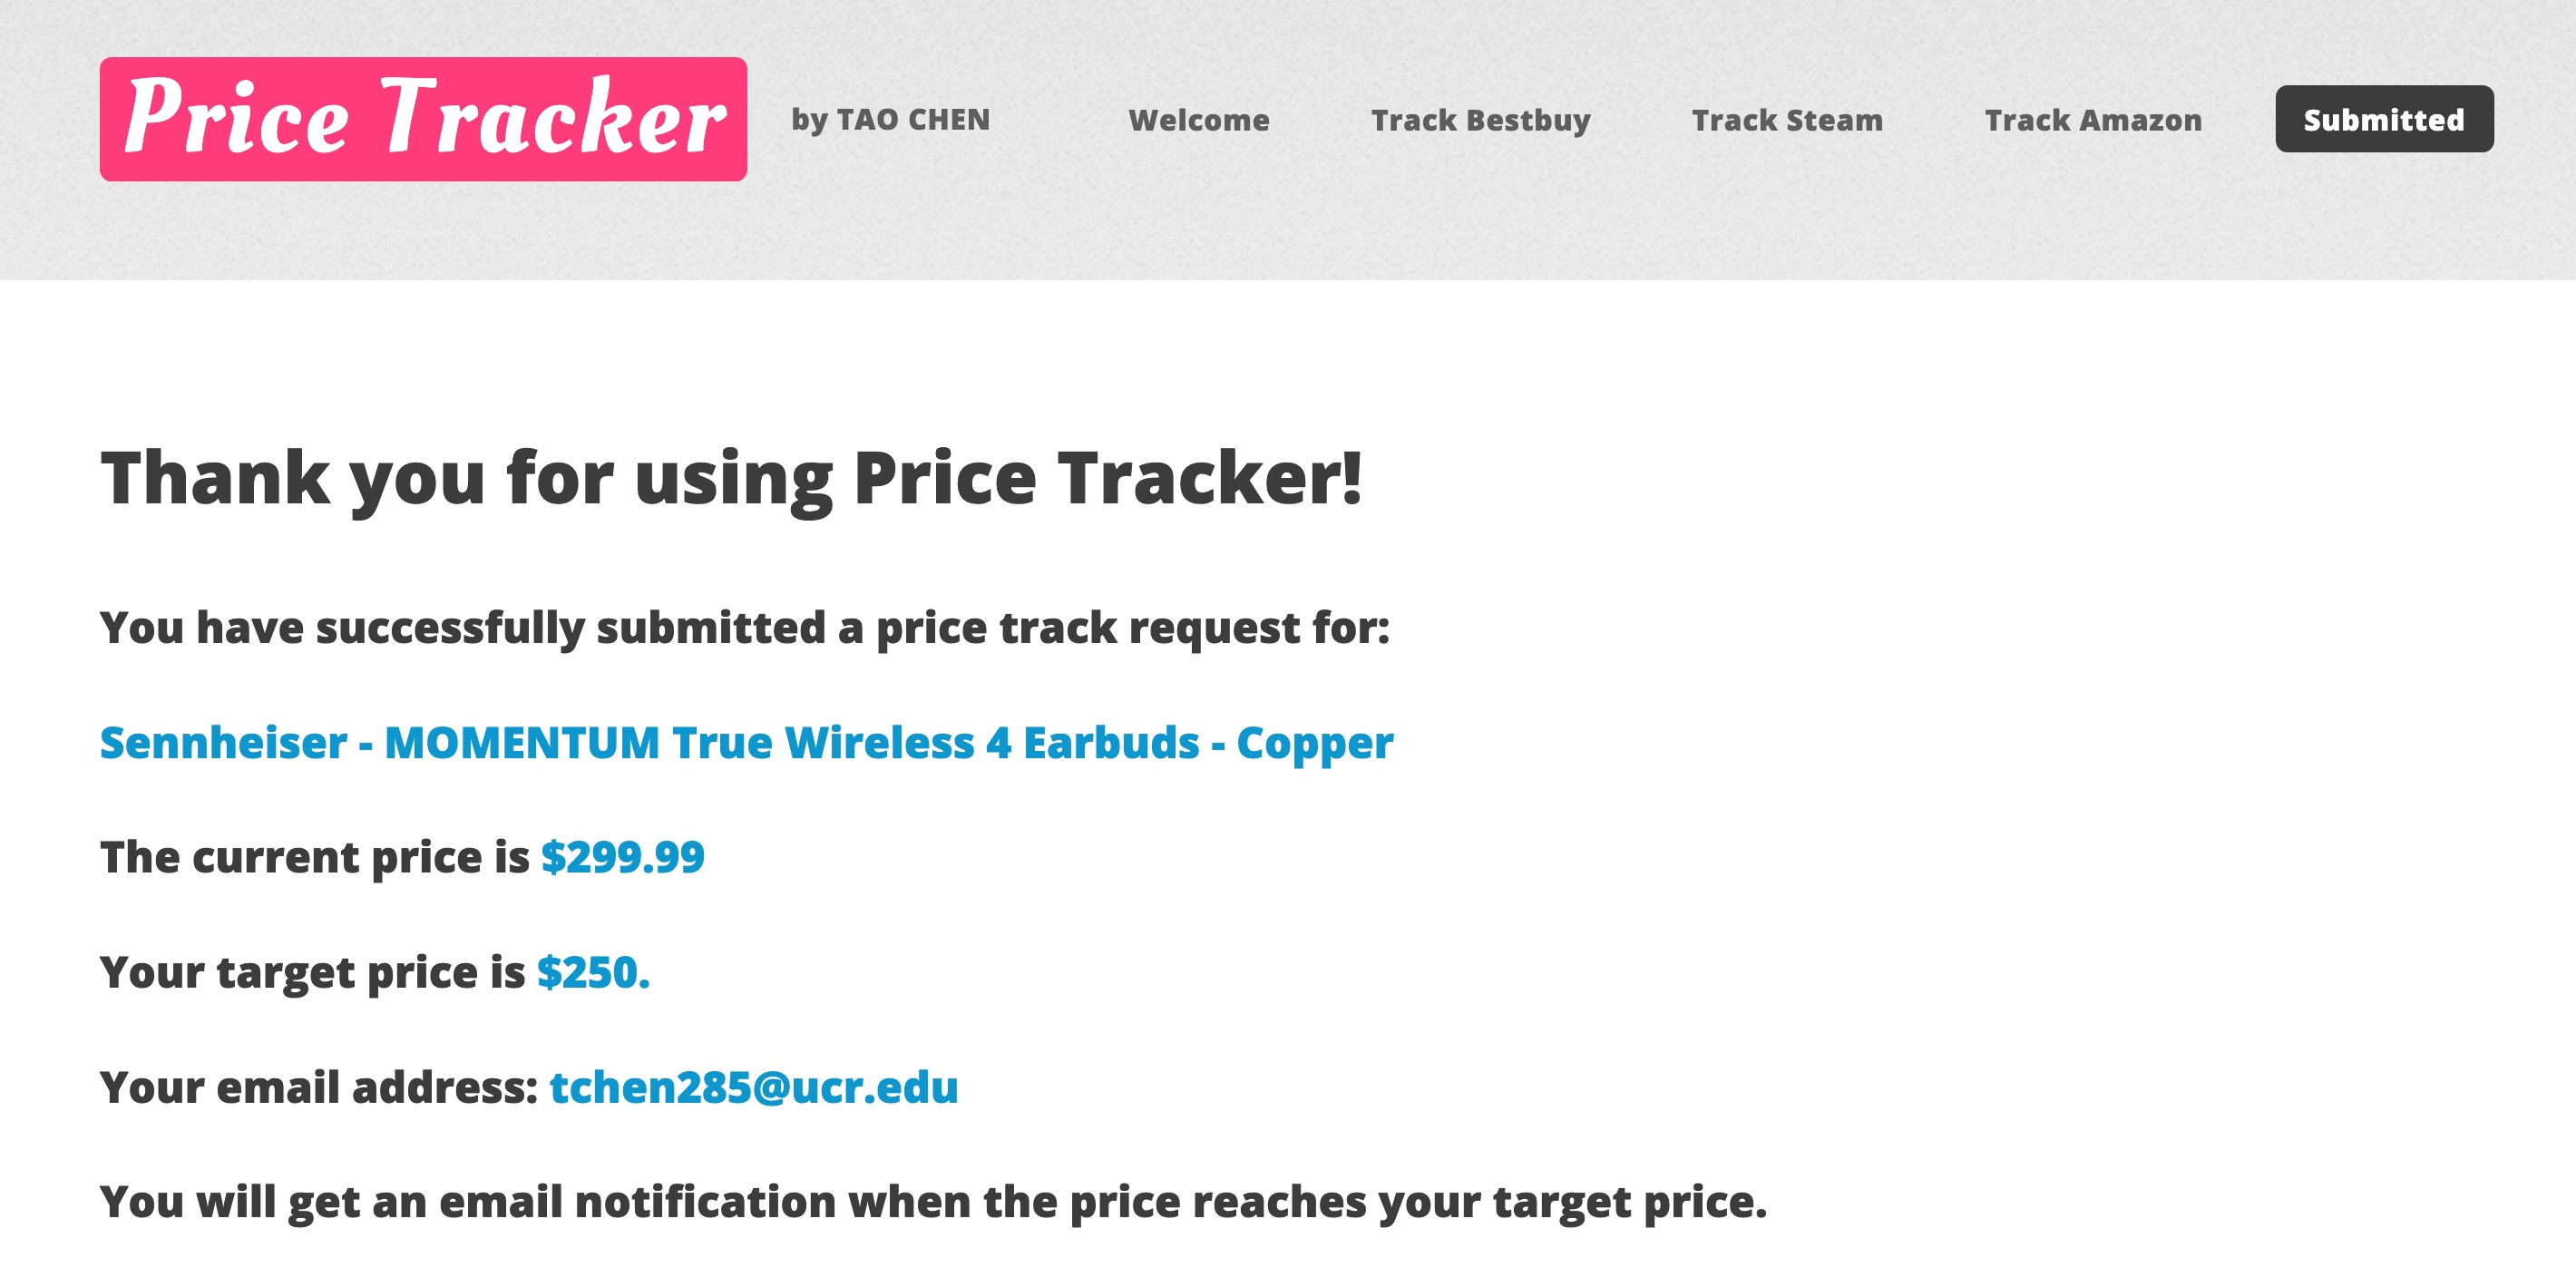 Price Tracker by TAO CHEN Welcome Track Bestbuy Track Steam Track Amazon Submitted
Thank you for using Price Tracker!
You have successfully submitted a price track request for:
Sennheiser - MOMENTUM True Wireless 4 Earbuds - Copper
The current price is $299.99
Your target price is $250.
Your email address: tchen285@ucr.edu
You will get an email notification when the price reaches your target price.